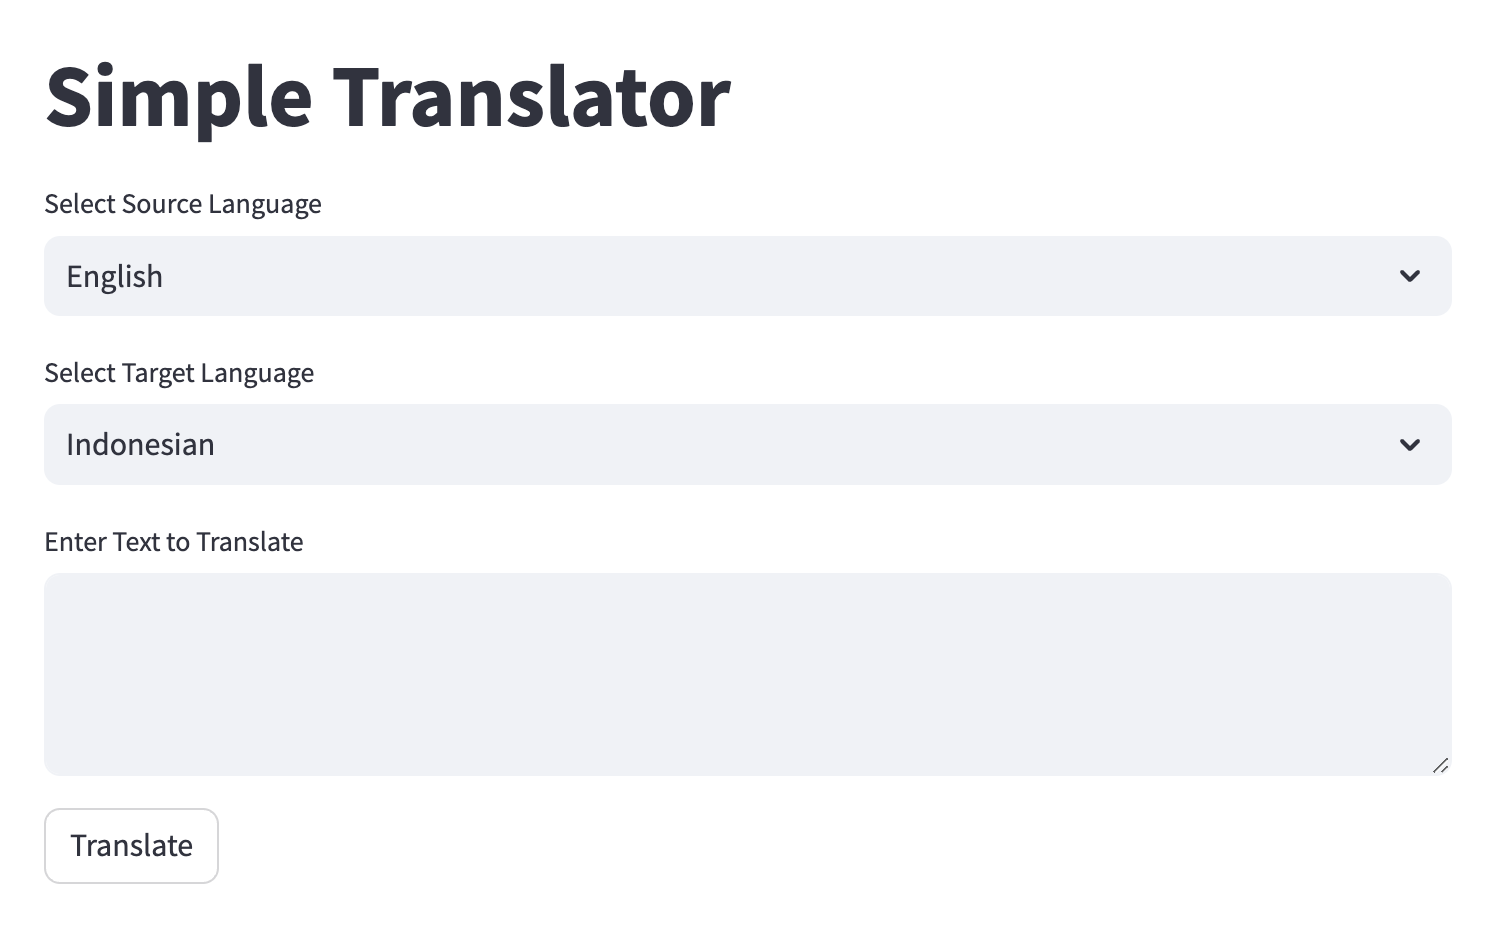 Simple Translator
Select Source Language
English
Select Target Language
Indonesian
Enter Text to Translate
Translate